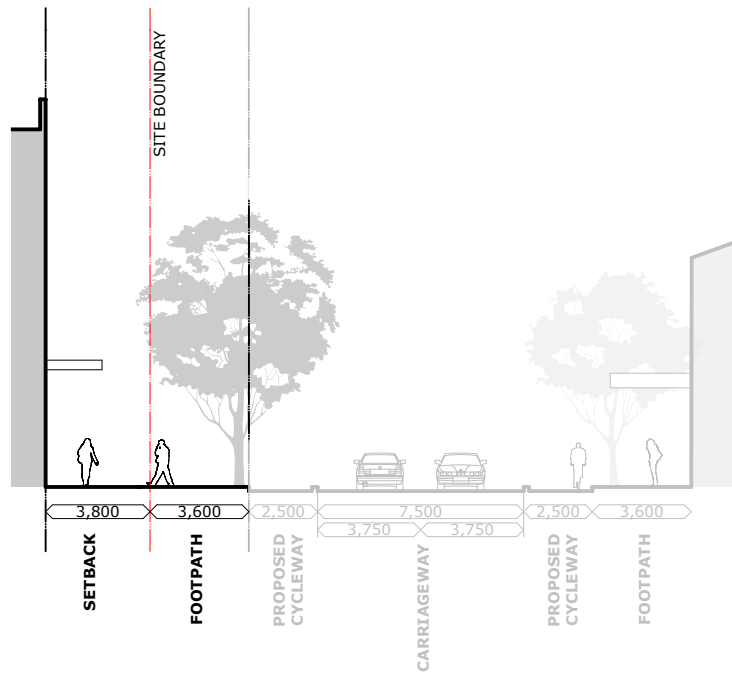 SITE BOUNDARY
3,800
3,600
2,500
7,500
2,500
3,600
3,750
3,750
SETBACK
FOOTPATH
PROPOSED
CYCLEWAY
CARRIAGEWAY
PROPOSED
CYCLEWAY
FOOTPATH